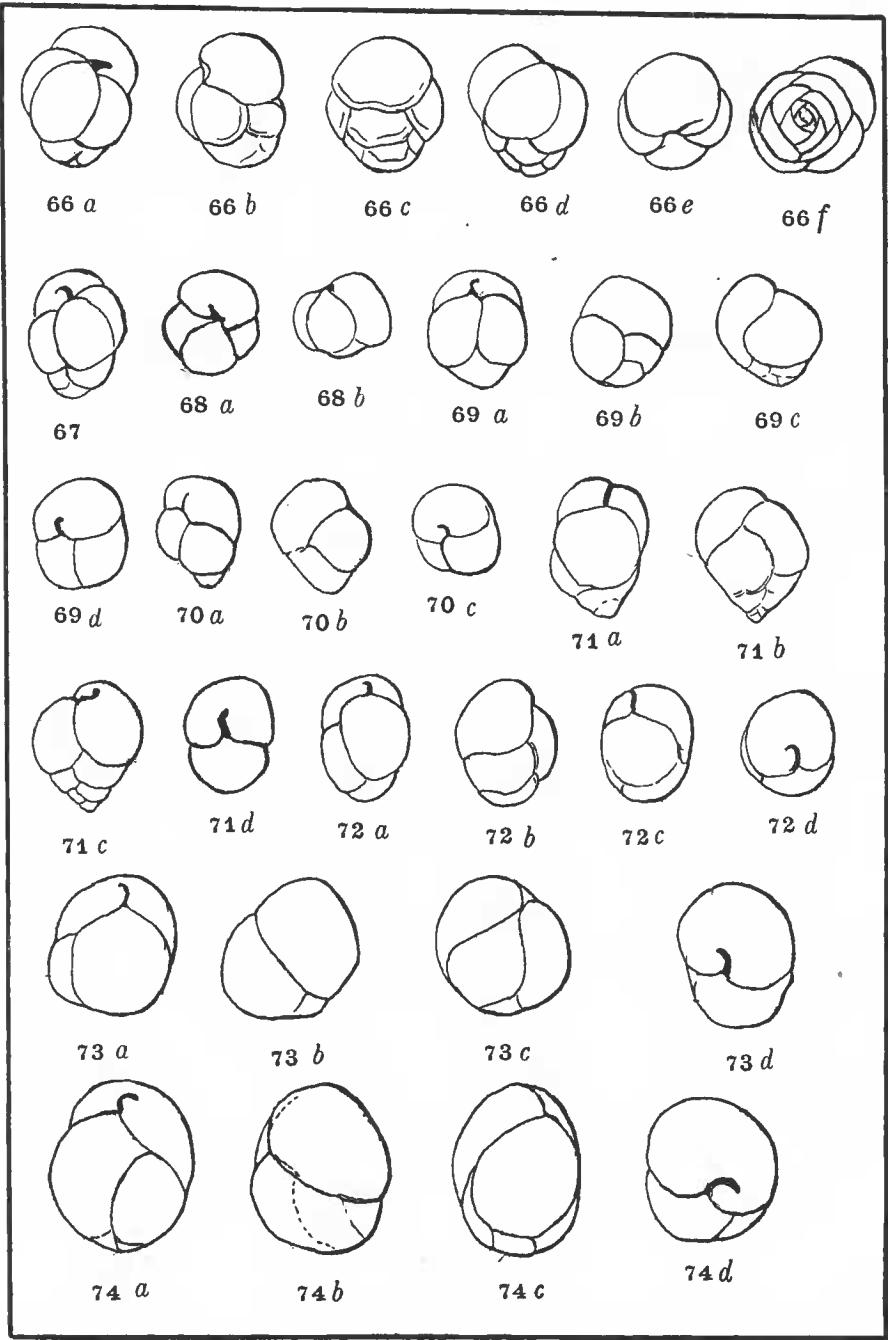 66 a 66 b 66 c 66 d 66 e 66 f
67 68 a 68 b 69 a 69 b 69 c
69 d 70 a 70 b 70 c 71 a 71 b
71 c 71 d 72 a 72 b 72 c 72 d
73 a 73 b 73 c 73 d
74 a 74 b 74 c 74 d